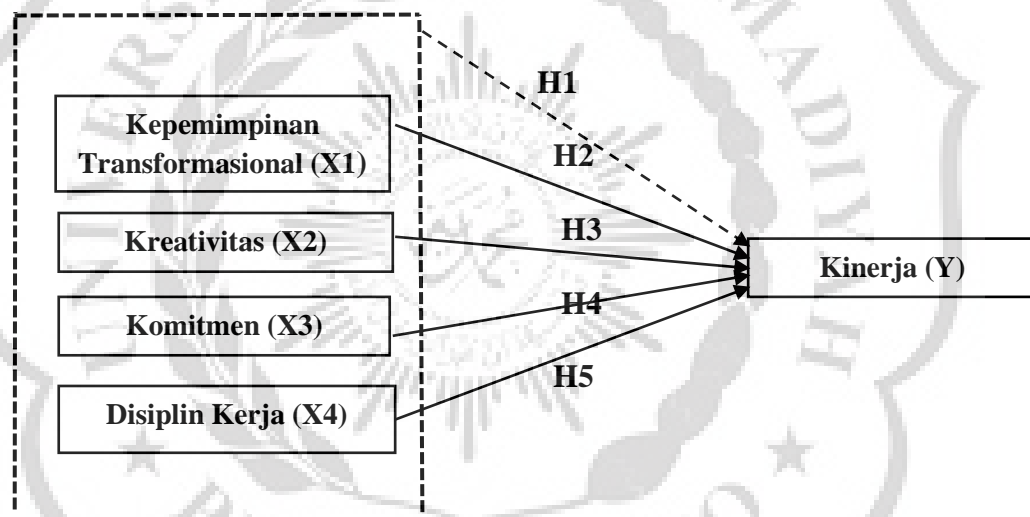 H1
Kepemimpinan
Transformasional (X1)
H2
Kreativitas (X2)
H3
Kinerja (Y)
Komitmen (X3)
H4
Disiplin Kerja (X4)
H5